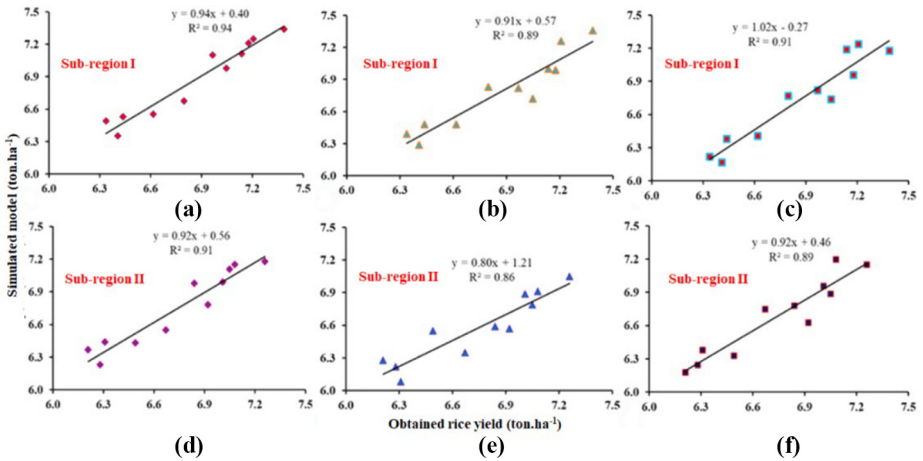 Simulated model (ton.ha-1)
7.5
7.2
6.9
6.6
6.3
6.0
y = 0.94x + 0.40
R² = 0.94
Sub-region I
6.0 6.3 6.6 6.9 7.2 7.5
(a)
7.5
7.2
6.9
6.6
6.3
6.0
y = 0.91x + 0.57
R² = 0.89
Sub-region I
6.0 6.3 6.6 6.9 7.2 7.5
(b)
7.5
7.2
6.9
6.6
6.3
6.0
y = 1.02x - 0.27
R² = 0.91
Sub-region I
6.0 6.3 6.6 6.9 7.2 7.5
(c)
7.5
7.2
6.9
6.6
6.3
6.0
y = 0.92x + 0.56
R² = 0.91
Sub-region II
6.0 6.3 6.6 6.9 7.2 7.5
(d)
7.5
7.2
6.9
6.6
6.3
6.0
y = 0.80x + 1.21
R² = 0.86
Sub-region II
6.0 6.3 6.6 6.9 7.2 7.5
Obtained rice yield (ton.ha-1)
(e)
7.5
7.2
6.9
6.6
6.3
6.0
y = 0.92x + 0.46
R² = 0.89
Sub-region II
6.0 6.3 6.6 6.9 7.2 7.5
(f)